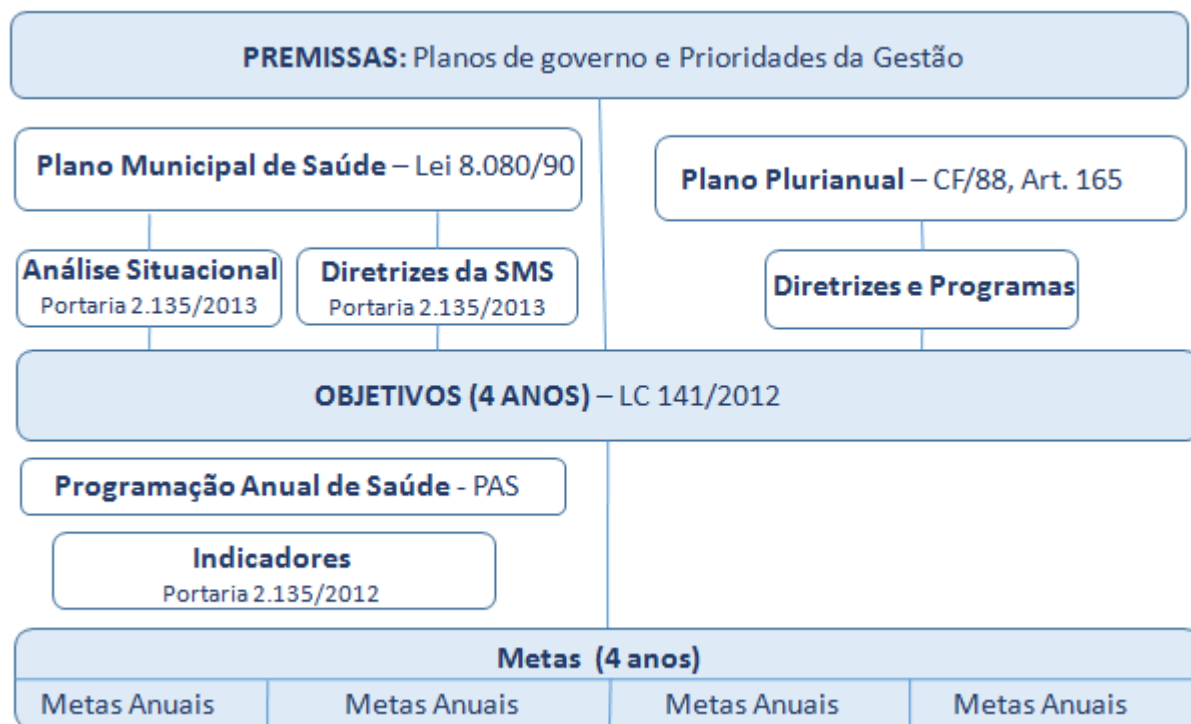 PREMISSAS: Planos de governo e Prioridades da Gestão
Plano Municipal de Saúde – Lei 8.080/90
Plano Plurianual – CF/88, Art. 165
Análise Situacional
Portaria 2.135/2013
Diretrizes da SMS
Portaria 2.135/2013
Diretrizes e Programas
OBJETIVOS (4 ANOS) – LC 141/2012
Programação Anual de Saúde - PAS
Indicadores
Portaria 2.135/2012
Metas (4 anos)
Metas Anuais
Metas Anuais
Metas Anuais
Metas Anuais